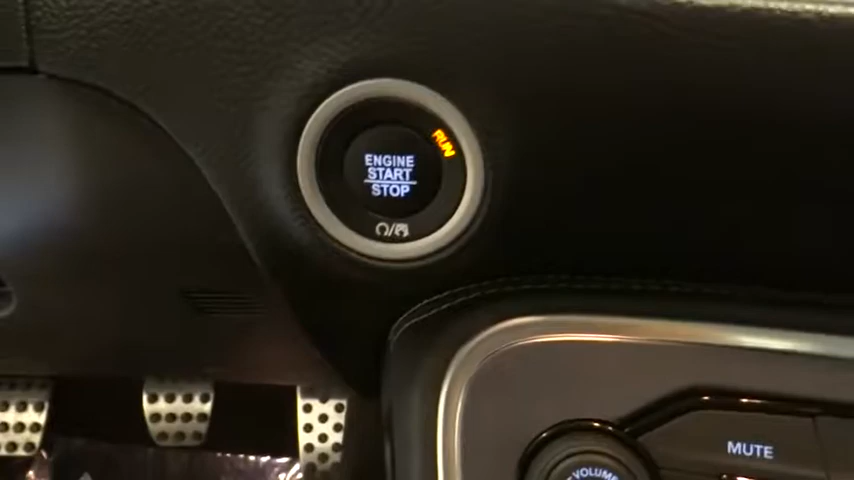 RUN
ENGINE
START
STOP
MUTE
VOLUME